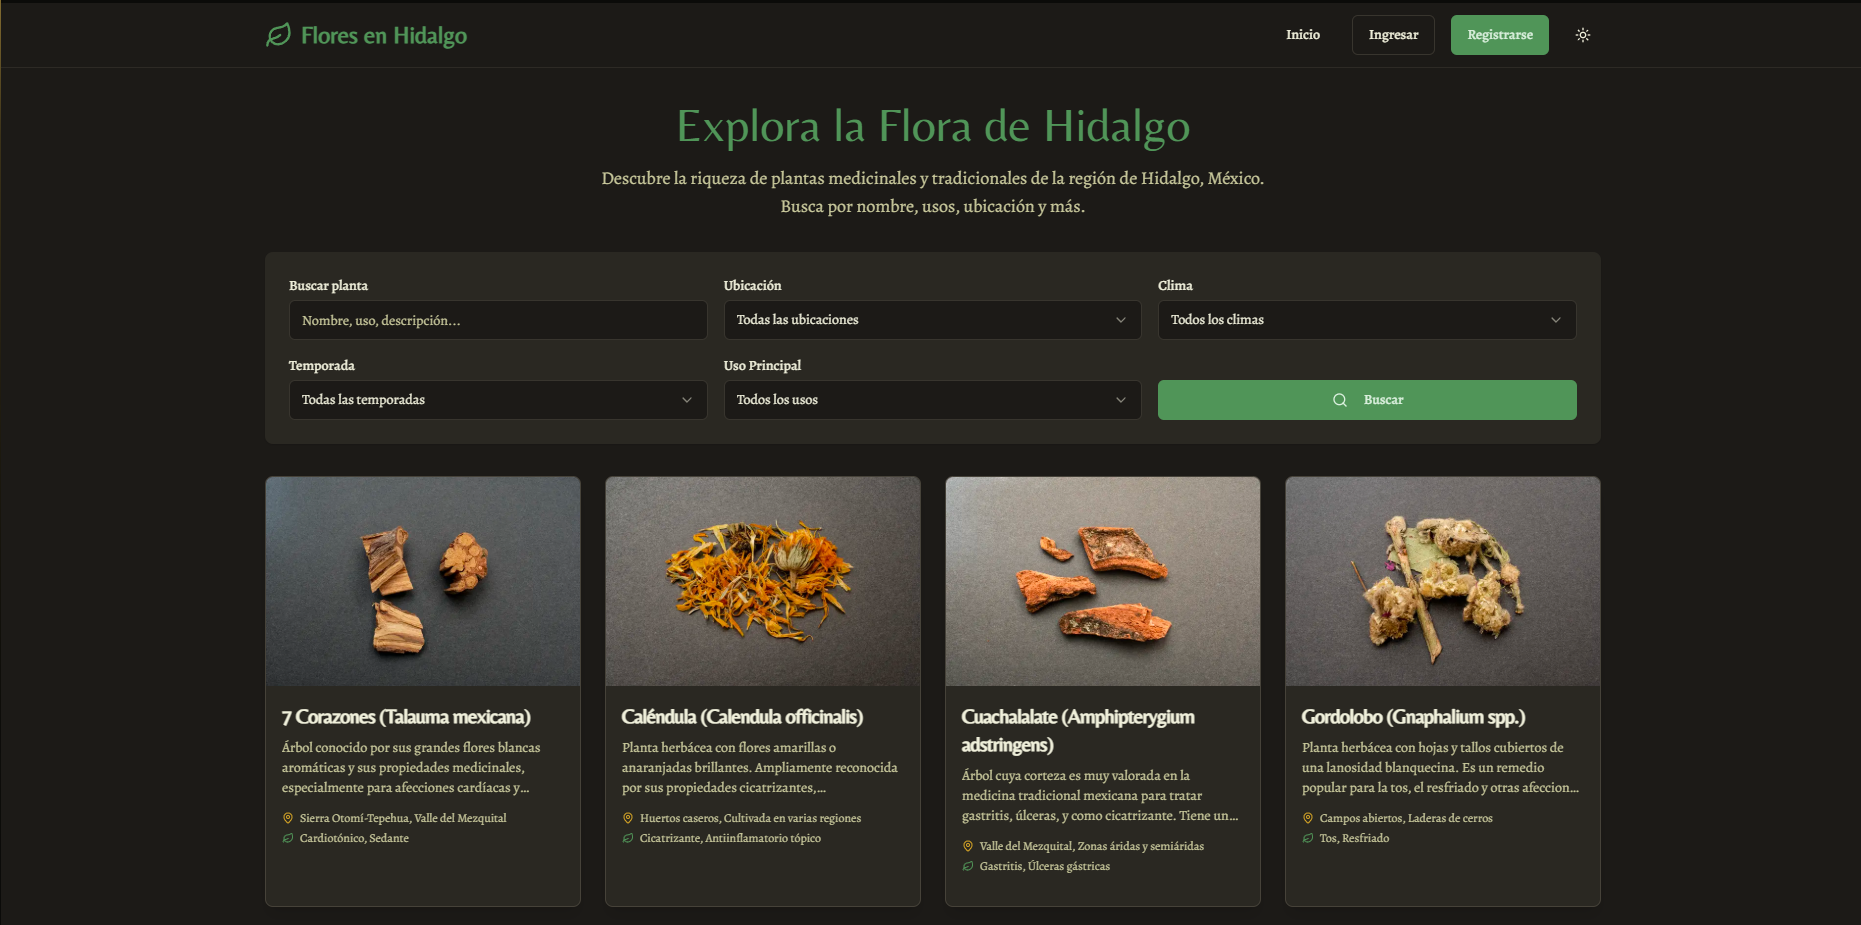 Flores en Hidalgo
Inicio
Ingresar
Registrarse
Explora la Flora de Hidalgo
Descubre la riqueza de plantas medicinales y tradicionales de la región de Hidalgo, México.
Busca por nombre, usos, ubicación y más.
Buscar planta
Nombre, uso, descripción...
Ubicación
Todas las ubicaciones
Clima
Todos los climas
Temporada
Todas las temporadas
Uso Principal
Todos los usos
Buscar
7 Corazones (Talauma mexicana)
Árbol conocido por sus grandes flores blancas
aromáticas y sus propiedades medicinales,
especialmente para afecciones cardíacas y...
Sierra Otomí-Tepehua, Valle del Mezquital
Cardiotónico, Sedante
Caléndula (Calendula officinalis)
Planta herbácea con flores amarillas o
anaranjadas brillantes. Ampliamente reconocida
por sus propiedades cicatrizantes,...
Huertos caseros, Cultivada en varias regiones
Cicatrizante, Antiinflamatorio tópico
Cuachalalate (Amphipterygium
adstringens)
Árbol cuya corteza es muy valorada en la
medicina tradicional mexicana para tratar
gastritis, úlceras, y como cicatrizante. Tiene un...
Valle del Mezquital, Zonas áridas y semiáridas
Gastritis, Úlceras gástricas
Gordolobo (Gnaphalium spp.)
Planta herbácea con hojas y tallos cubiertos de
una lanosidad blanquecina. Es un remedio
popular para la tos, el resfriado y otras afeccion...
Campos abiertos, Laderas de cerros
Tos, Resfriado